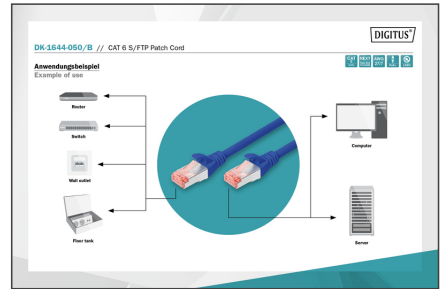 DIGITUS®
DK-1644-050/B // CAT 6 S/FTP Patch Cord
Anwendungsbeispiel
Example of use
Router
Switch
Wall outlet
Floor tank
Computer
Server